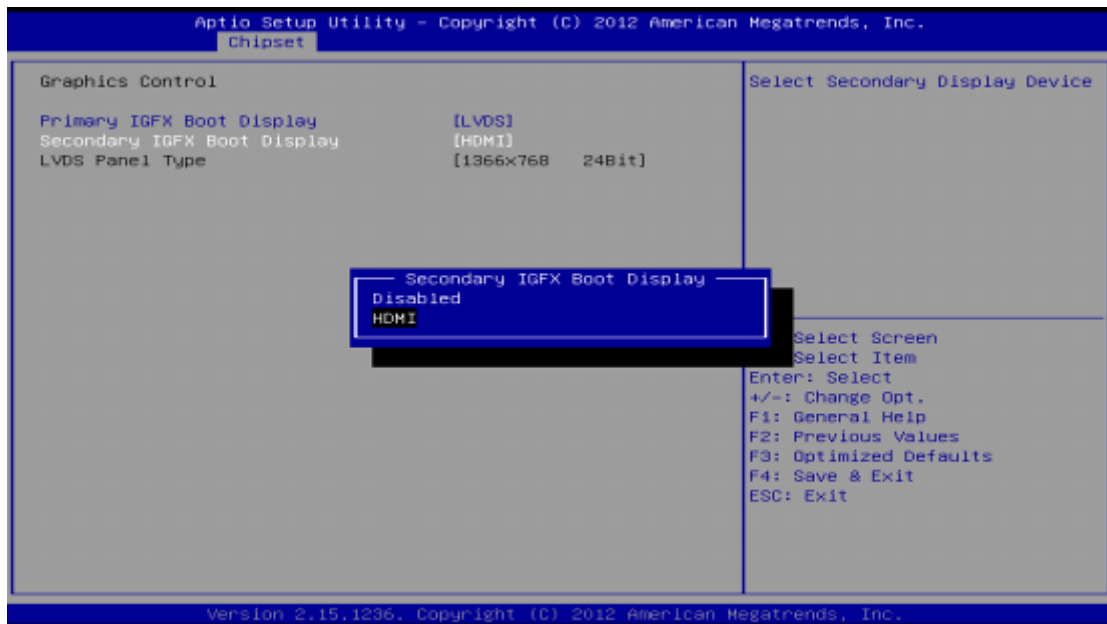 Aptio Setup Utility - Copyright (C) 2012 American Megatrends, Inc.
Chipset
Graphics Control
Primary IGFX Boot Display [LVDS]
Secondary IGFX Boot Display [HDMI]
LVDS Panel Type [1366x768 24Bit]
Select Secondary Display Device
Secondary IGFX Boot Display
Disabled
HDMI
Select Screen
Select Item
Enter: Select
+/-: Change Opt.
F1: General Help
F2: Previous Values
F3: Optimized Defaults
F4: Save & Exit
ESC: Exit
Version 2.15.1236. Copyright (C) 2012 American Megatrends, Inc.